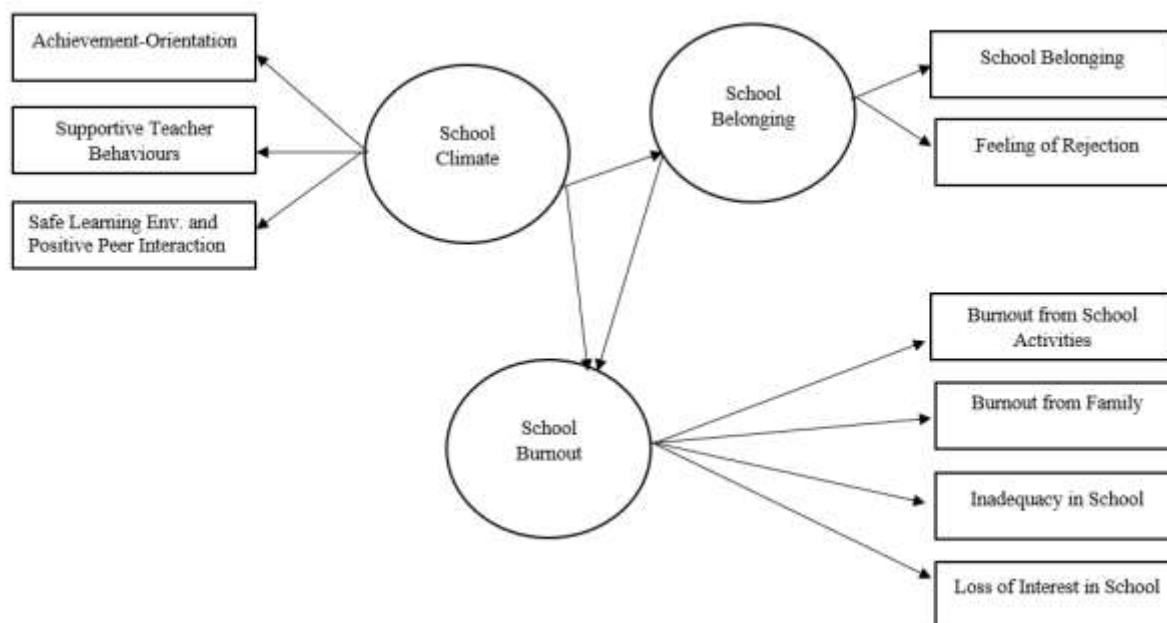 Achievement-Orientation
Supportive Teacher
Behaviours
Safe Learning Env. and
Positive Peer Interaction
School
Climate
School
Belonging
School Belonging
Feeling of Rejection
School
Burnout
Burnout from School
Activities
Burnout from Family
Inadequacy in School
Loss of Interest in School